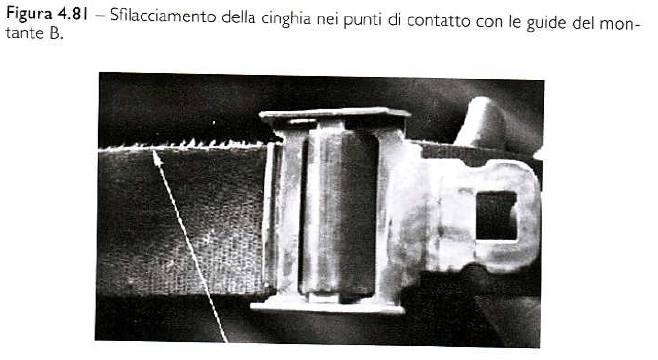 Figura 4.81 – Sfilacciamento della cinghia nei punti di contatto con le guide del mon-
tante B.